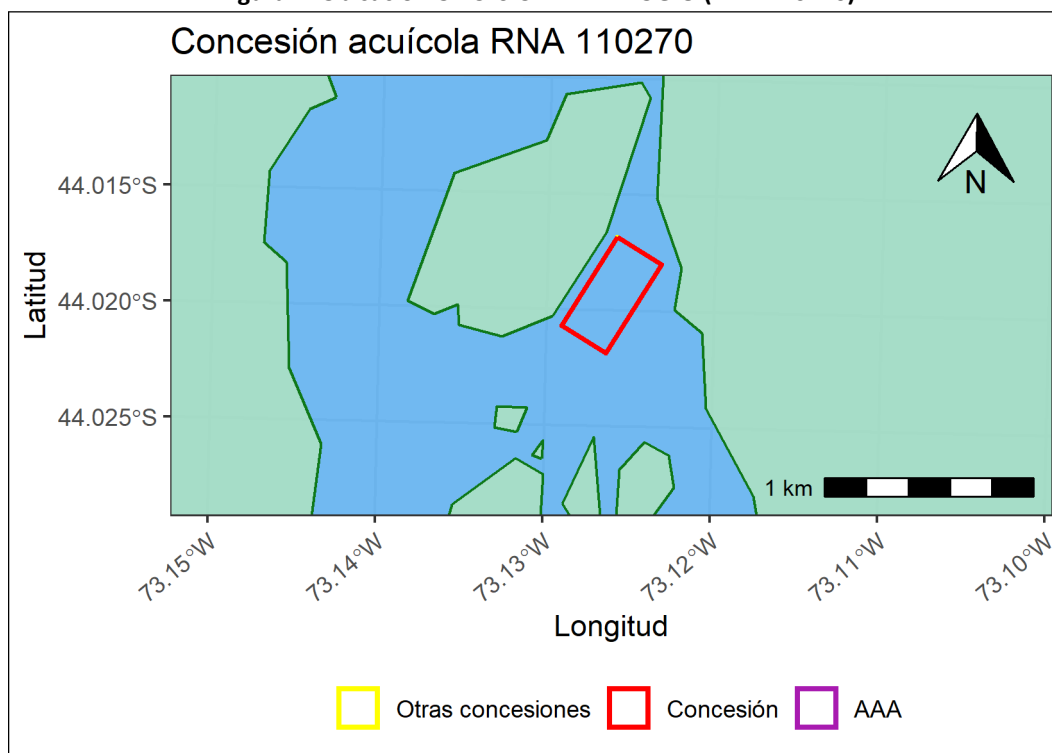 Concesión acuícola RNA 110270
N
44.015°S
44.020°S
44.025°S
Latitud
1 km
73.15°W
73.14°W
73.13°W
73.12°W
73.11°W
73.10°W
Longitud
Otras concesiones
Concesión
AAA